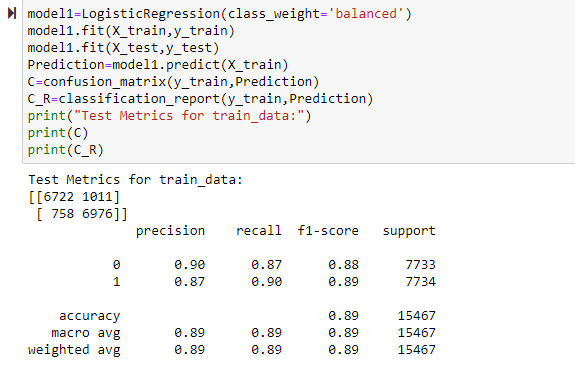 model1=LogisticRegression(class_weight='balanced')
model1.fit(X_train,y_train)
model1.fit(X_test,y_test)
Prediction=model1.predict(X_train)
C=confusion_matrix(y_train,Prediction)
C_R=classification_report(y_train,Prediction)
print("Test Metrics for train_data:")
print(C)
print(C_R)
Test Metrics for train_data:
[[6722 1011]
 [ 758 6976]]
              precision    recall  f1-score   support

           0       0.90      0.87      0.88      7733
           1       0.87      0.90      0.89      7734

    accuracy                           0.89     15467
   macro avg       0.89      0.89      0.89     15467
weighted avg       0.89      0.89      0.89     15467